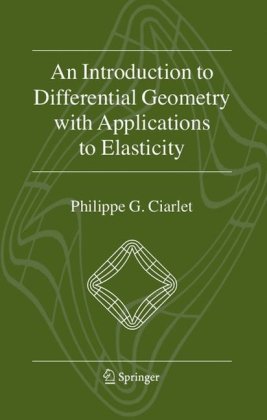 An Introduction to
Differential Geometry
with Applications
to Elasticity
Philippe G. Ciarlet
Springer